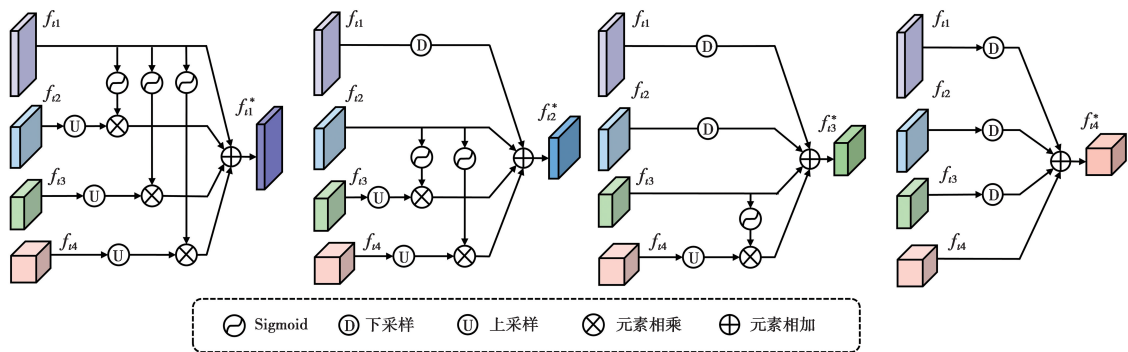 f_t1
f_t2
U
f_t3
U
f_t4
U
f_t1*
f_t1
D
f_t2
f_t3
U
f_t4
U
f_t2*
f_t1
D
f_t2
D
f_t3
f_t4
U
f_t3*
f_t1
D
f_t2
D
f_t3
D
f_t4
f_t4*
Sigmoid D 下采样 U 上采样 元素相乘 元素相加